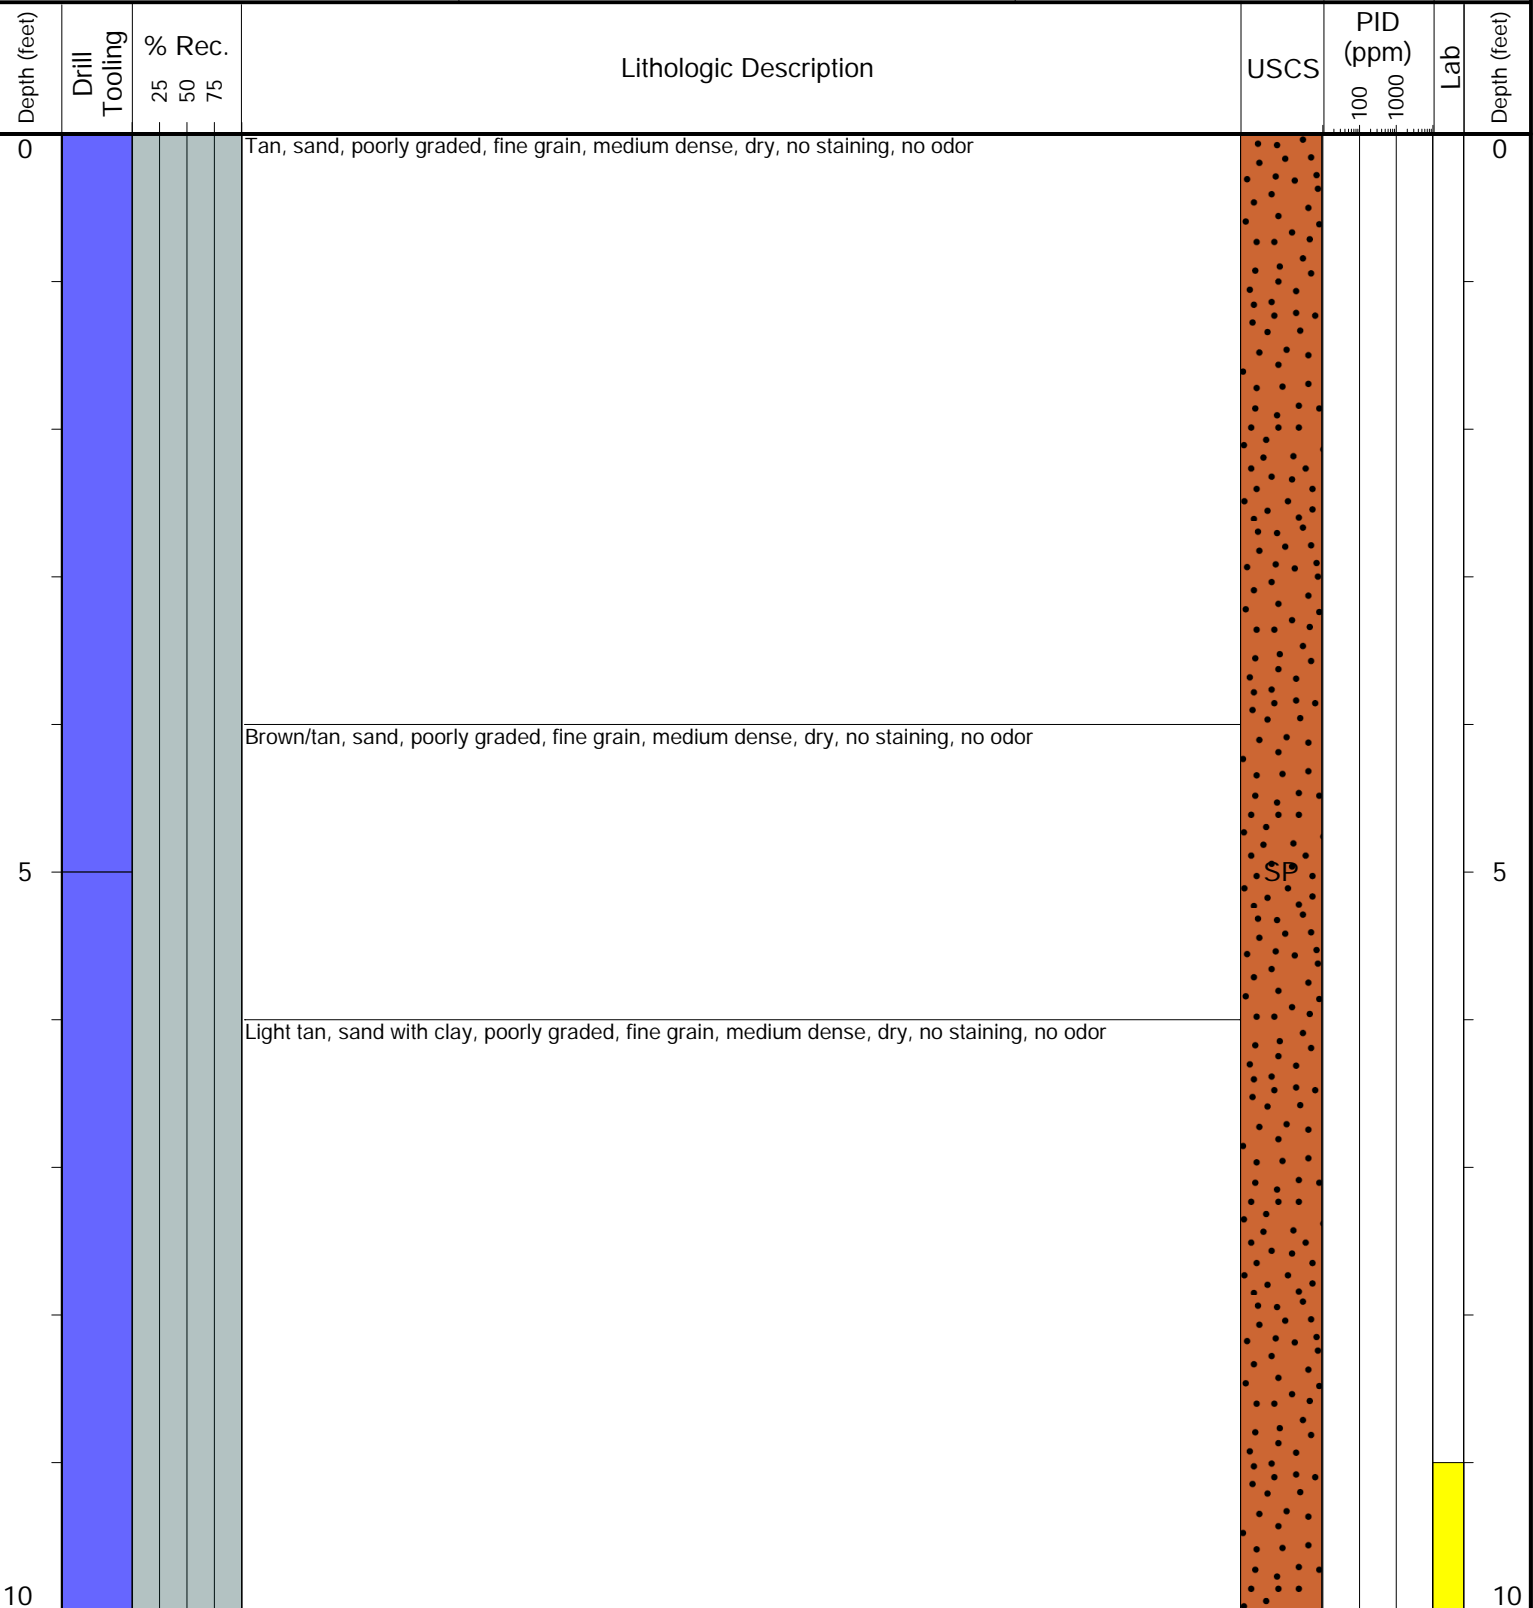 Depth (feet)
Drill
Tooling
% Rec.
25
50
75
Lithologic Description
USCS
PID
(ppm)
100
1000
Lab
Depth (feet)
0
Tan, sand, poorly graded, fine grain, medium dense, dry, no staining, no odor
0
Brown/tan, sand, poorly graded, fine grain, medium dense, dry, no staining, no odor
5
SP
5
Light tan, sand with clay, poorly graded, fine grain, medium dense, dry, no staining, no odor
10
10